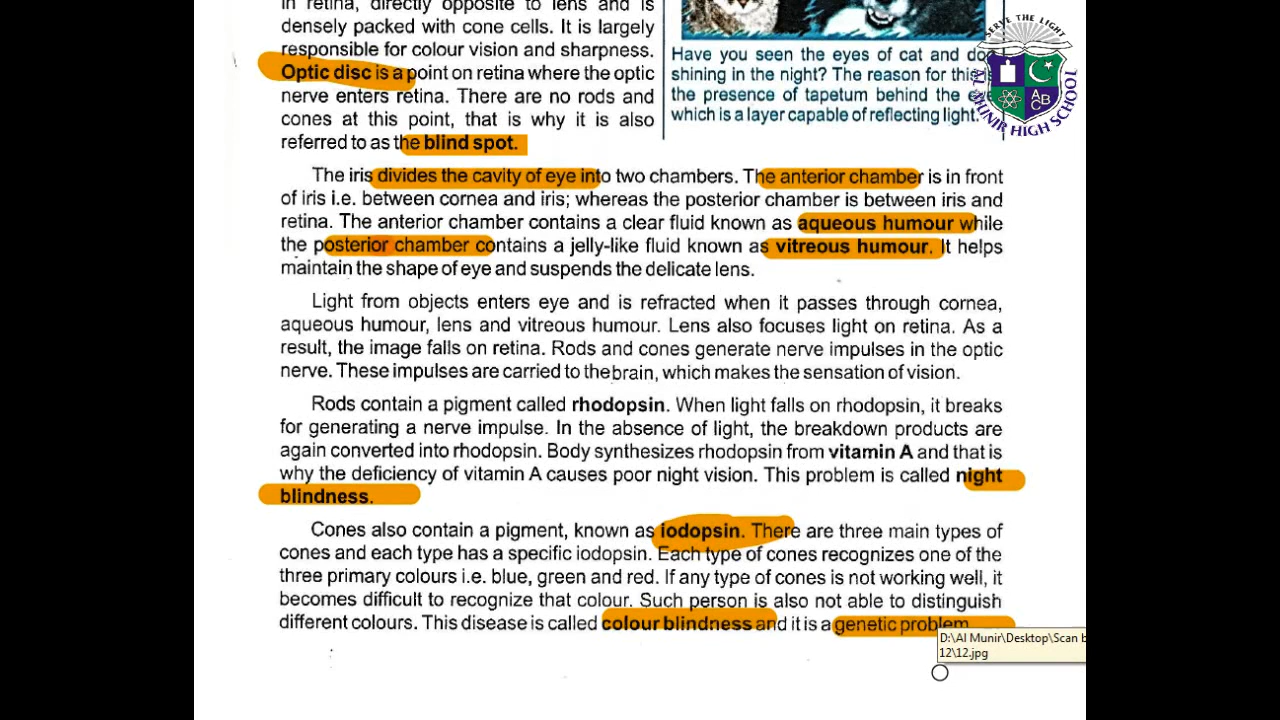 in retina, directly opposite to lens and is
densely packed with cone cells. It is largely
responsible for colour vision and sharpness.
Optic disc is a point on retina where the optic
nerve enters retina. There are no rods and
cones at this point, that is why it is also
referred to as the blind spot.
Have you seen the eyes of cat and dog
shining in the night? The reason for this is
the presence of tapetum behind the
which is a layer capable of reflecting light.
SERVE THE LIGHT
A
BC
AL MUNIR HIGH SCHOOL
The iris divides the cavity of eye into two chambers. The anterior chamber is in front
of iris i.e. between cornea and iris; whereas the posterior chamber is between iris and
retina. The anterior chamber contains a clear fluid known as aqueous humour while
the posterior chamber contains a jelly-like fluid known as vitreous humour. It helps
maintain the shape of eye and suspends the delicate lens.
Light from objects enters eye and is refracted when it passes through cornea,
aqueous humour, lens and vitreous humour. Lens also focuses light on retina. As a
result, the image falls on retina. Rods and cones generate nerve impulses in the optic
nerve. These impulses are carried to the brain, which makes the sensation of vision.
Rods contain a pigment called rhodopsin. When light falls on rhodopsin, it breaks
for generating a nerve impulse. In the absence of light, the breakdown products are
again converted into rhodopsin. Body synthesizes rhodopsin from vitamin A and that is
why the deficiency of vitamin A causes poor night vision. This problem is called night
blindness.
Cones also contain a pigment, known as iodopsin. There are three main types of
cones and each type has a specific iodopsin. Each type of cones recognizes one of the
three primary colours i.e. blue, green and red. If any type of cones is not working well, it
becomes difficult to recognize that colour. Such person is also not able to distinguish
different colours. This disease is called colour blindness and it is a genetic problem
D:\Al Munir\Desktop\Scan b
12\12.jpg